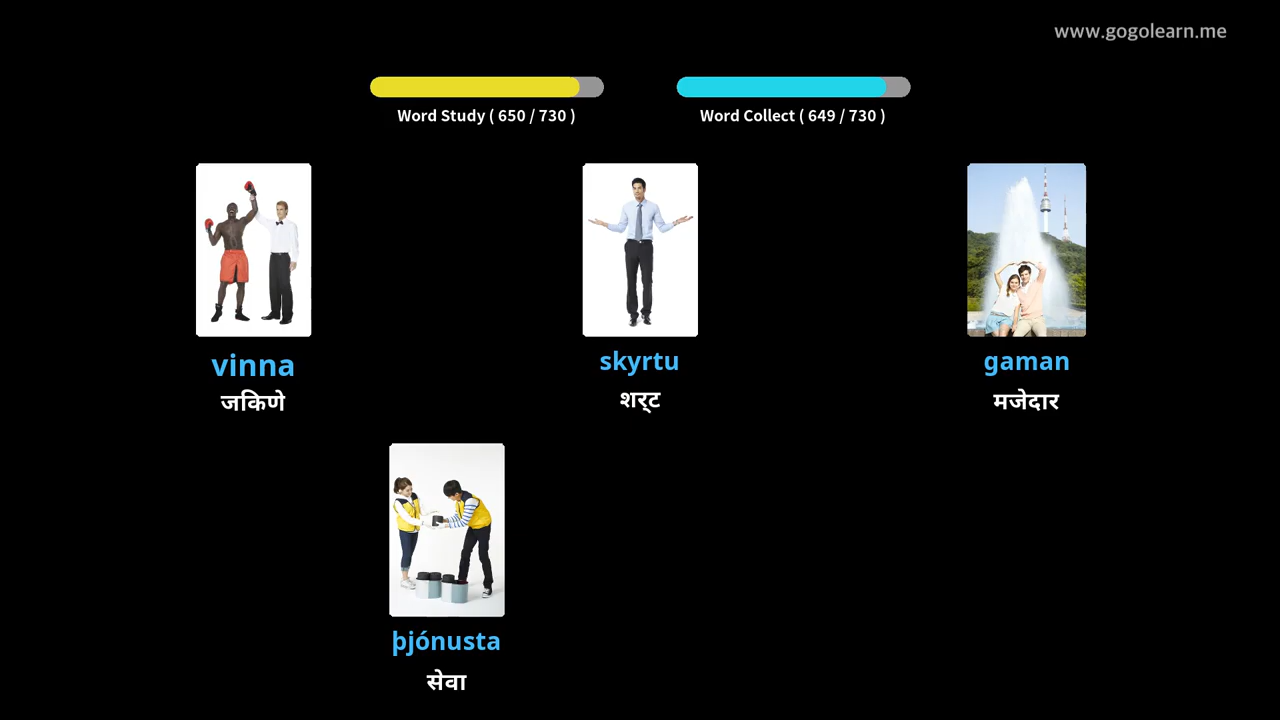 www.gogolearn.me
Word Study ( 650 / 730 )
Word Collect ( 649 / 730 )
vinna
जकिणे
skyrtu
शर्ट
gaman
मजेदार
þjónusta
सेवा